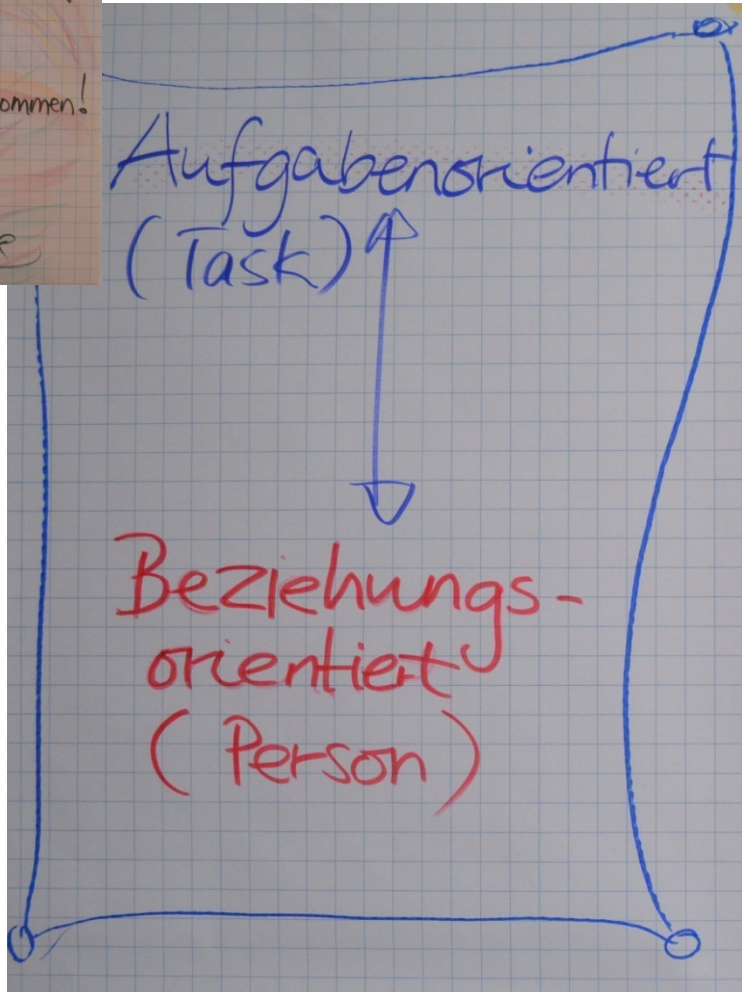 ommen!
Aufgabenorientiert
(Task)
Beziehungs-
orientiert
(Person)